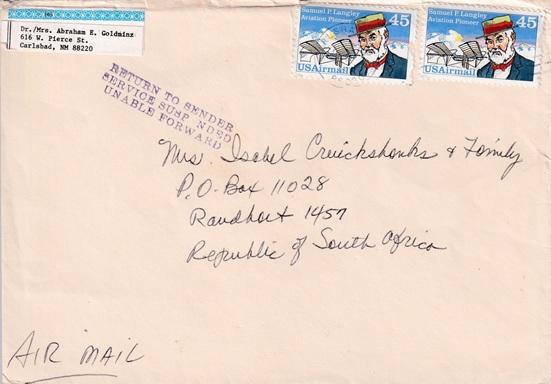 Dr./Mrs. Abraham E. Goldminz
616 W. Pierce St.
Carlsbad, NM 88220
Samuel P. Langley
Aviation Pioneer
45
USAirmail
Samuel P. Langley
Aviation Pioneer
45
USAirmail
RETURN TO SENDER
SERVICE SUSP NDED
UNABLE FORWARD
Mrs. Isabel Cruickshanks & Family
P.O. Box 11028
Randhart 1457
Republic of South Africa
AIR MAIL